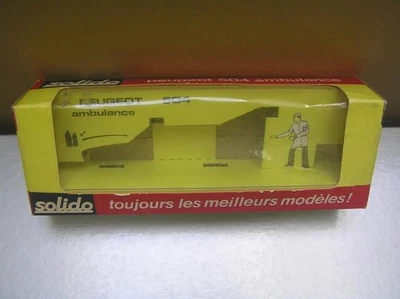 solido
peugeot 504 ambulance
PEUGEOT 504
ambulance
solido
toujours les meilleurs modèles!